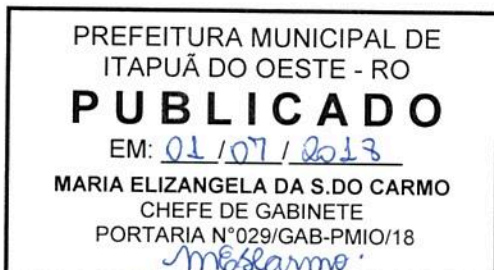 PREFEITURA MUNICIPAL DE
ITAPUÃ DO OESTE - RO
PUBLICADO
EM: 01 / 07 / 2018
MARIA ELIZANGELA DA S.DO CARMO
CHEFE DE GABINETE
PORTARIA N°029/GAB-PMIO/18